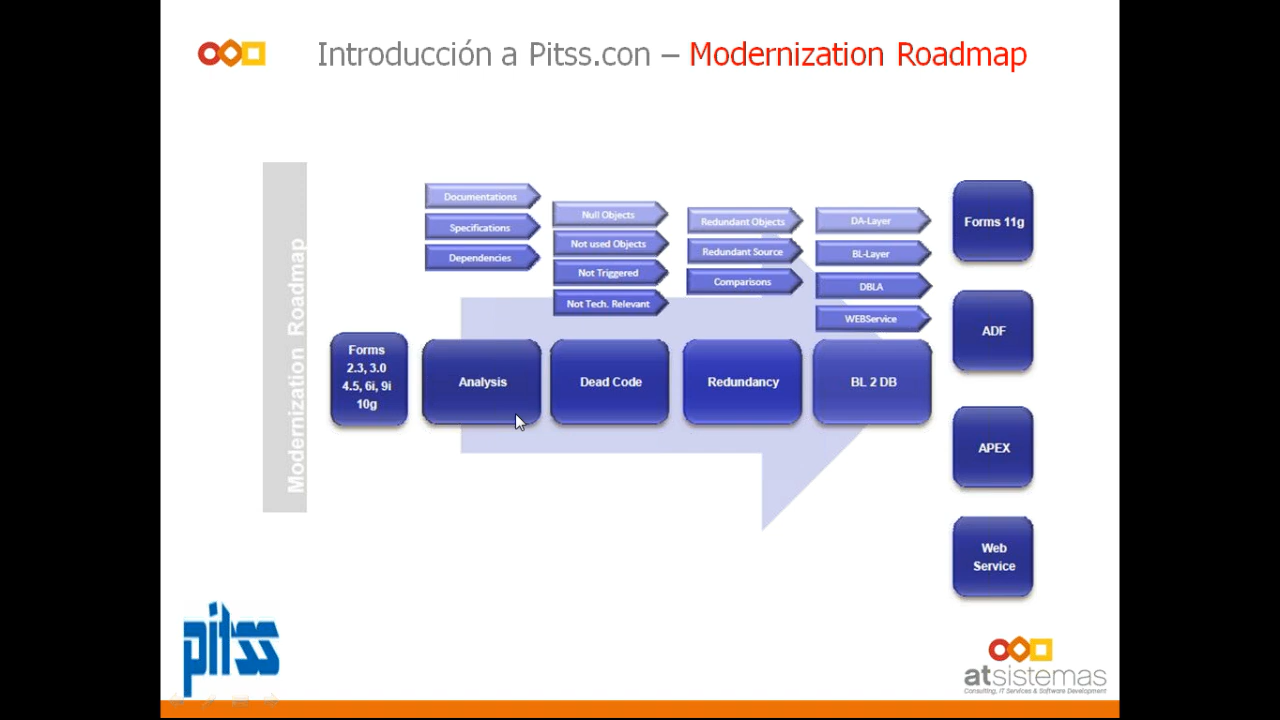 Introducción a Pitss.con – Modernization Roadmap
Modernization Roadmap
Forms
2.3, 3.0
4.5, 6i, 9i
10g
Documentations
Specifications
Dependencies
Analysis
Null Objects
Not used Objects
Not Triggered
Not Tech. Relevant
Dead Code
Redundant Objects
Redundant Source
Comparisons
Redundancy
DA-Layer
BL-Layer
DBLA
WEBService
BL 2 DB
Forms 11g
ADF
APEX
Web
Service
pitss
atsistemas
Consulting, IT Services & Software Development